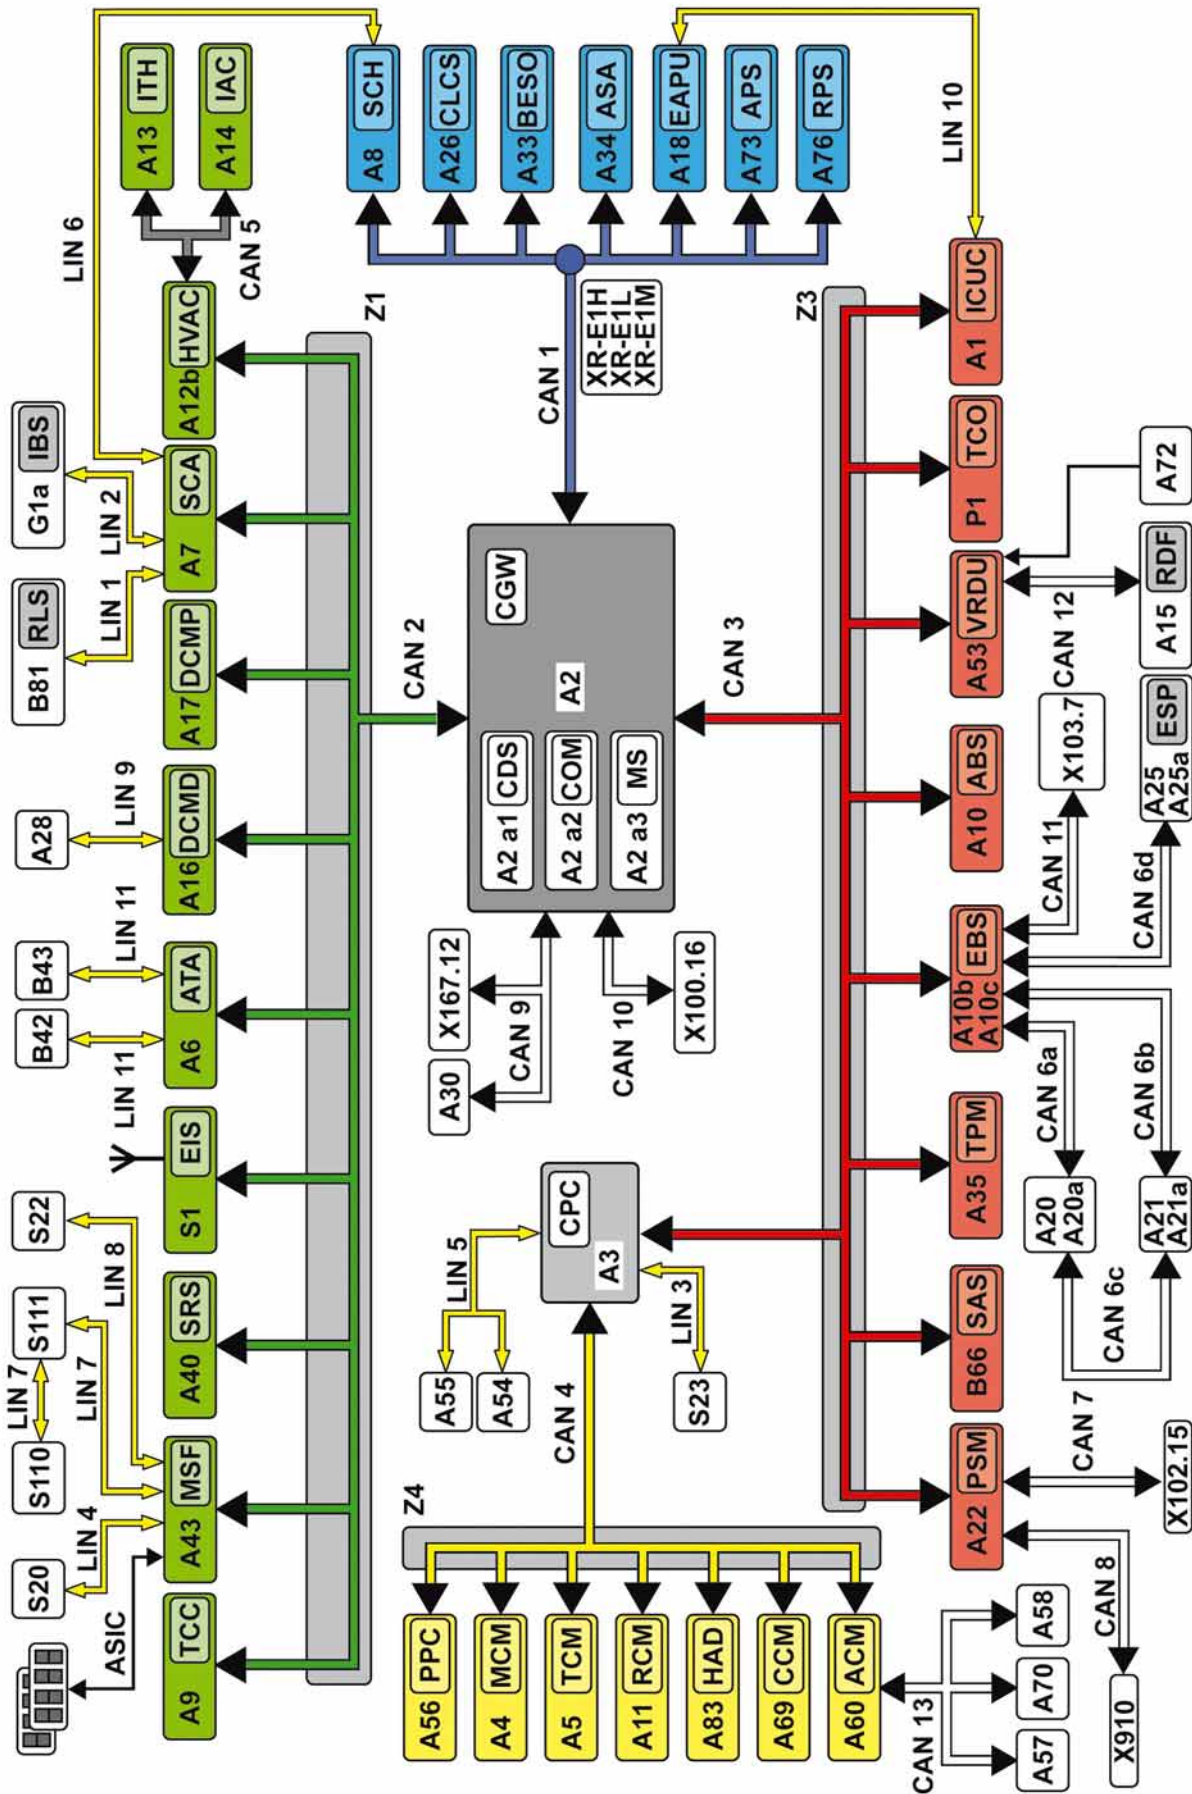 ASIC
S20
LIN 4
S110
LIN 7
S111
LIN 7
S22
LIN 8
LIN 11
B42
B43
LIN 11
A28
LIN 9
B81 RLS
LIN 1
G1a IBS
LIN 2
LIN 6
A13 ITH
A14 IAC
CAN 5
A9 TCC
A43 MSF
A40 SRS
S1 EIS
A6 ATA
A16 DCMD
A17 DCMP
A7 SCA
A12b HVAC
Z1
CAN 2
Z4
A56 PPC
A4 MCM
A5 TCM
A11 RCM
A83 HAD
A69 CCM
A60 ACM
CAN 4
CAN 13
A57
A70
A58
A55
A54
LIN 5
CPC
A3
LIN 3
S23
A30
X167.12
CAN 9
CAN 10
X100.16
A2 a1 CDS
A2 a2 COM
A2 a3 MS
A2
CGW
CAN 3
CAN 1
XR-E1H
XR-E1L
XR-E1M
A8 SCH
A26 CLCS
A33 BESO
A34 ASA
A18 EAPU
A73 APS
A76 RPS
LIN 10
Z3
A22 PSM
B66 SAS
A35 TPM
A10b
A10c
EBS
A10 ABS
A53 VRDU
P1 TCO
A1 ICUC
CAN 8
X910
CAN 7
X102.15
CAN 6c
A20
A20a
CAN 6a
A21
A21a
CAN 6b
CAN 6d
CAN 11
X103.7
A25
A25a
ESP
CAN 12
A15 RDF
A72